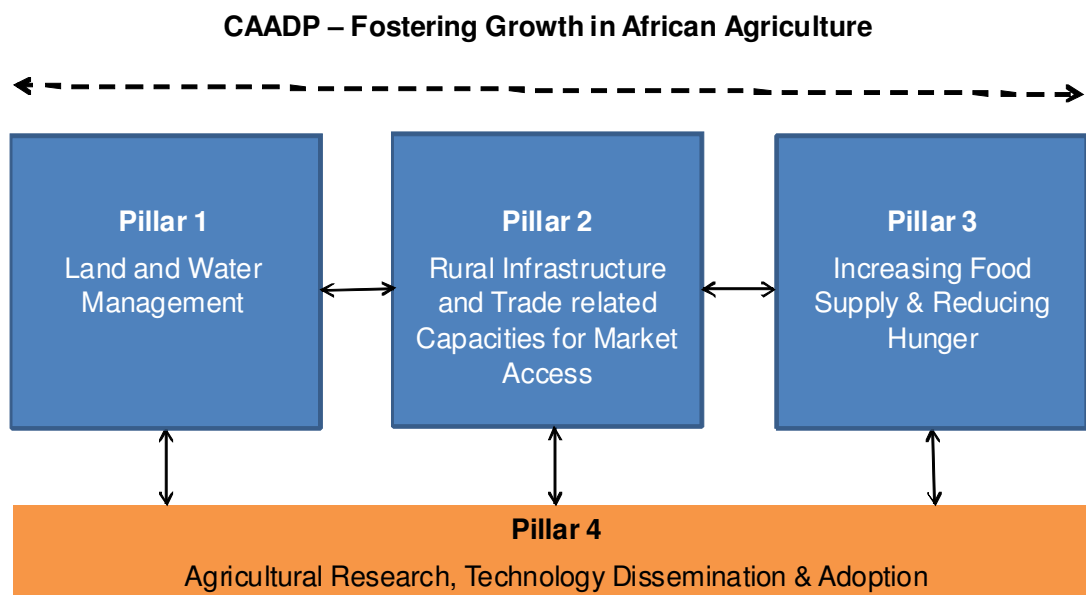 CAADP – Fostering Growth in African Agriculture
Pillar 1
Land and Water
Management
Pillar 2
Rural Infrastructure
and Trade related
Capacities for Market
Access
Pillar 3
Increasing Food
Supply & Reducing
Hunger
Pillar 4
Agricultural Research, Technology Dissemination & Adoption